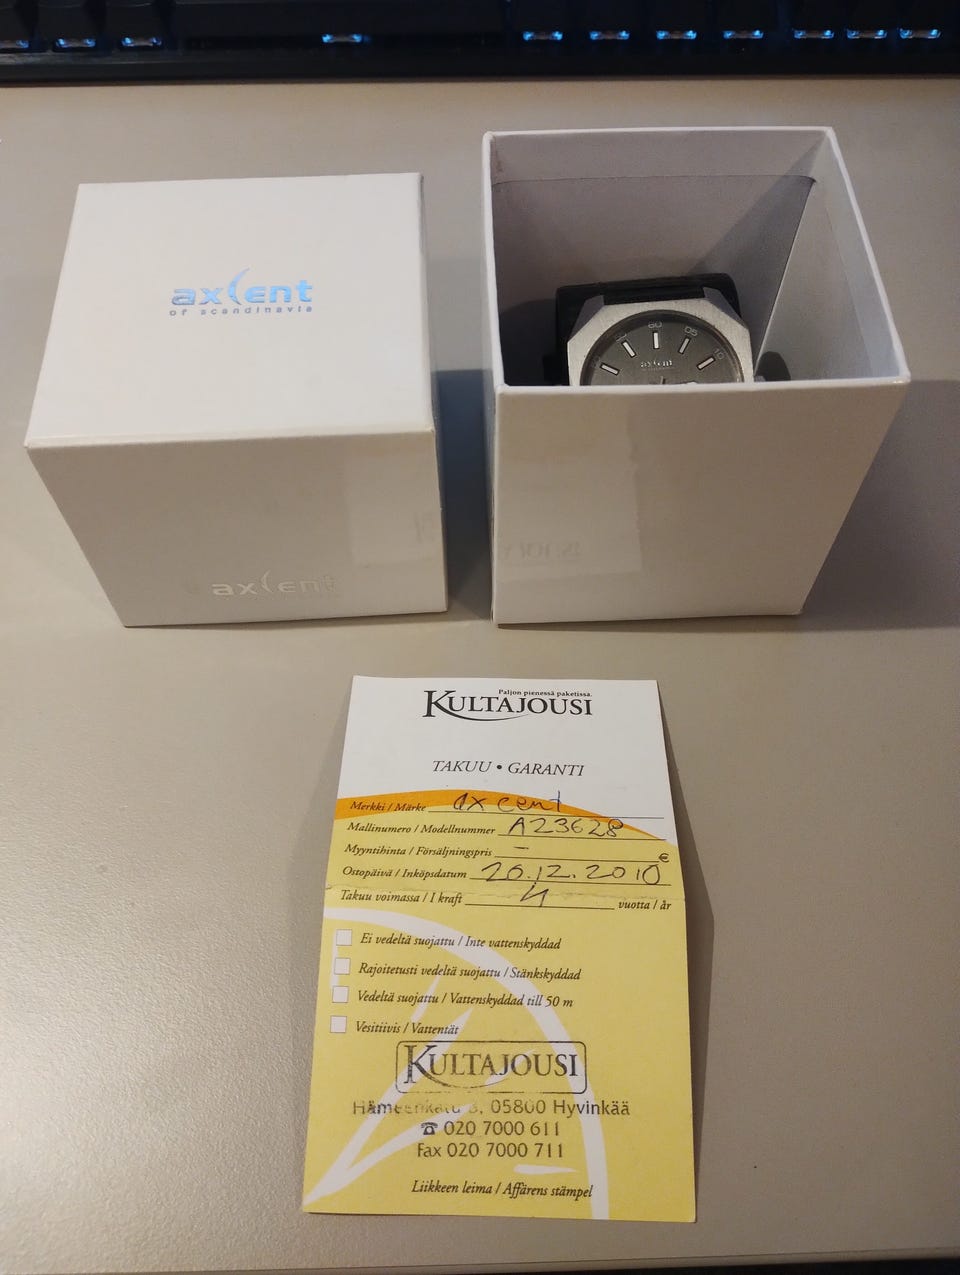 axcent
of scandinavia
axcent
60
05
10
axcent
Paljon pienessä paketissa.
KULTAJOUSI
TAKUU • GARANTI
Merkki / Märke axcent
Mallinumero / Modellnummer A23628
Myyntihinta / Försäljningspris - €
Ostopäivä / Inköpsdatum 20.12.2010
Takuu voimassa / I kraft 4 vuotta / år
Ei vedeltä suojattu / Inte vattenskyddad
Rajoitetusti vedeltä suojattu / Stänkskyddad
Vedeltä suojattu / Vattenskyddad till 50 m
Vesitiivis / Vattentät
KULTAJOUSI
Hämeenkatu 3, 05800 Hyvinkää
☎ 020 7000 611
Fax 020 7000 711
Liikkeen leima / Affärens stämpel